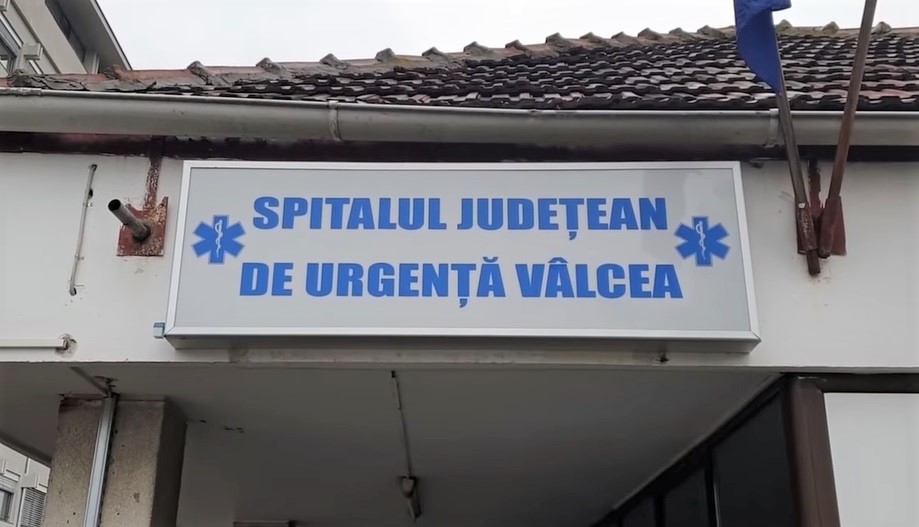 SPITALUL JUDEȚEAN
DE URGENȚĂ VÂLCEA